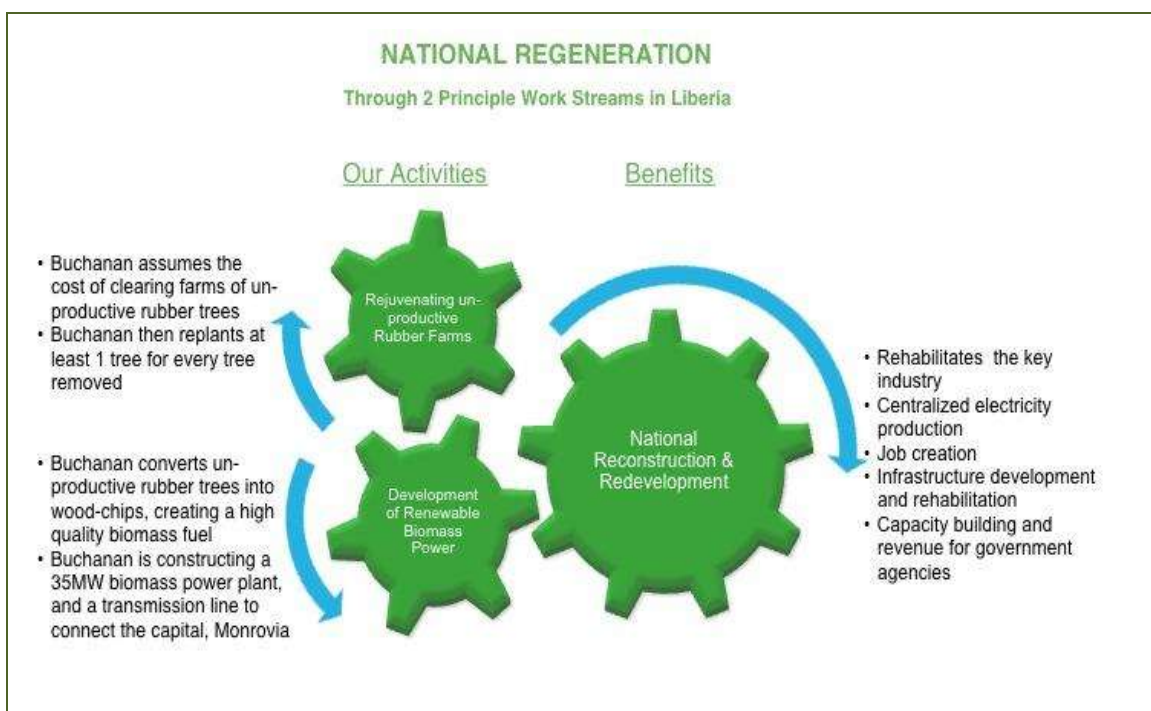 NATIONAL REGENERATION
Through 2 Principle Work Streams in Liberia
Our Activities
Benefits
• Buchanan assumes the
cost of clearing farms of un-
productive rubber trees
• Buchanan then replants at
least 1 tree for every tree
removed
Rejuvenating un-
productive
Rubber Farms
• Buchanan converts un-
productive rubber trees into
wood-chips, creating a high
quality biomass fuel
• Buchanan is constructing a
35MW biomass power plant,
and a transmission line to
connect the capital, Monrovia
Development
of Renewable
Biomass
Power
National
Reconstruction &
Redevelopment
• Rehabilitates the key
industry
• Centralized electricity
production
• Job creation
• Infrastructure development
and rehabilitation
• Capacity building and
revenue for government
agencies